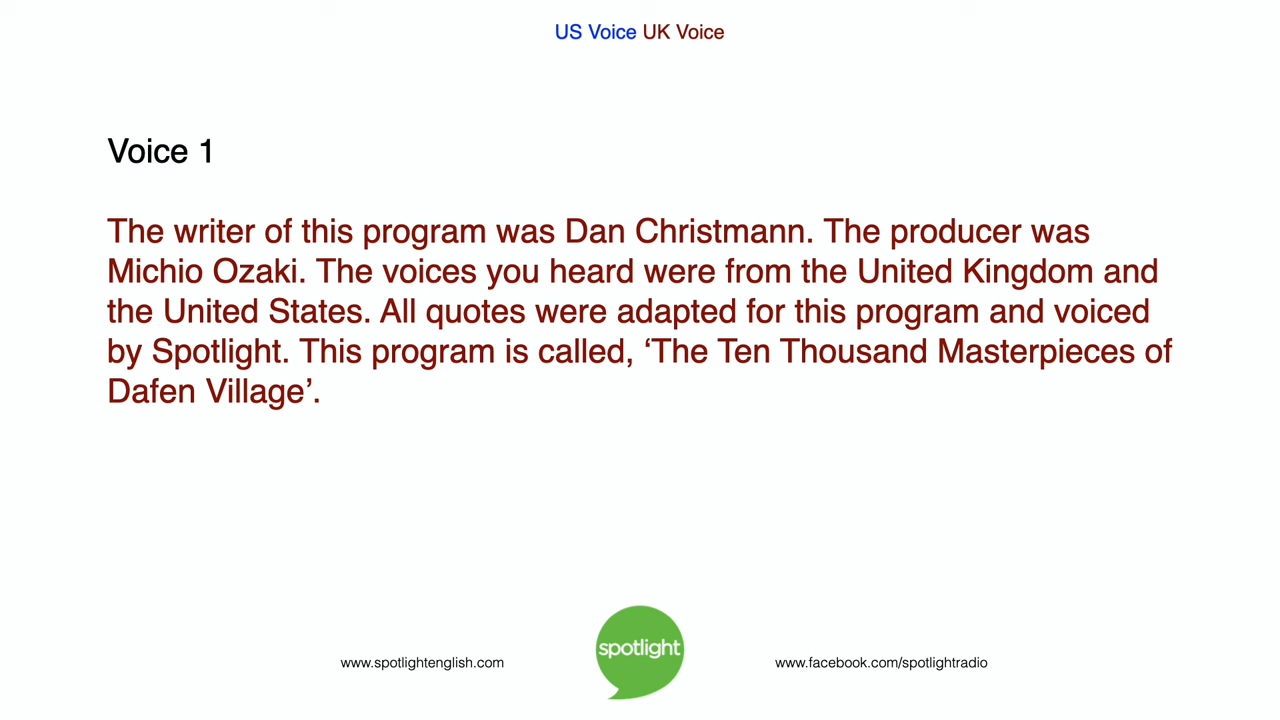 US Voice UK Voice
Voice 1
The writer of this program was Dan Christmann. The producer was
Michio Ozaki. The voices you heard were from the United Kingdom and
the United States. All quotes were adapted for this program and voiced
by Spotlight. This program is called, ‘The Ten Thousand Masterpieces of
Dafen Village’.
www.spotlightenglish.com
spotlight
www.facebook.com/spotlightradio